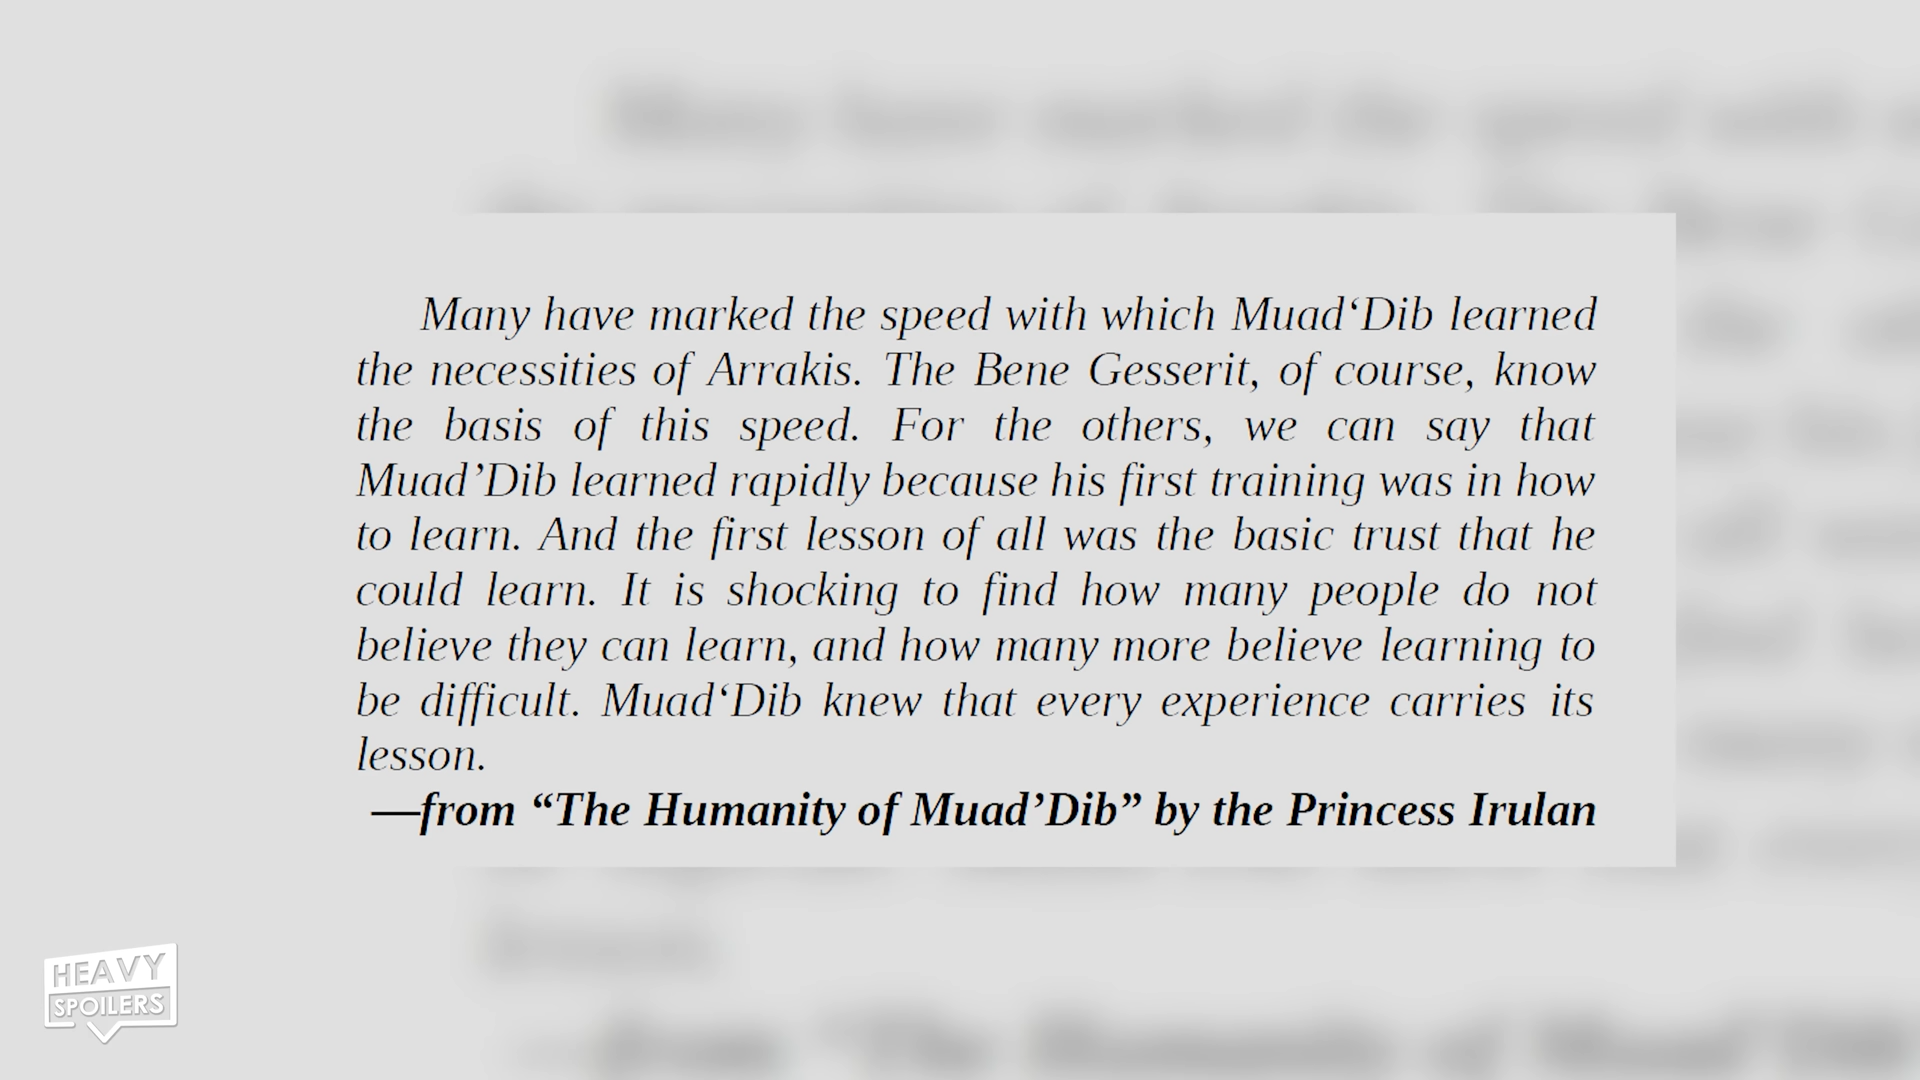 Many have marked the speed with which Muad‘Dib learned
the necessities of Arrakis. The Bene Gesserit, of course, know
the basis of this speed. For the others, we can say that
Muad’Dib learned rapidly because his first training was in how
to learn. And the first lesson of all was the basic trust that he
could learn. It is shocking to find how many people do not
believe they can learn, and how many more believe learning to
be difficult. Muad‘Dib knew that every experience carries its
lesson.
—from “The Humanity of Muad’Dib” by the Princess Irulan
HEAVY
SPOILERS